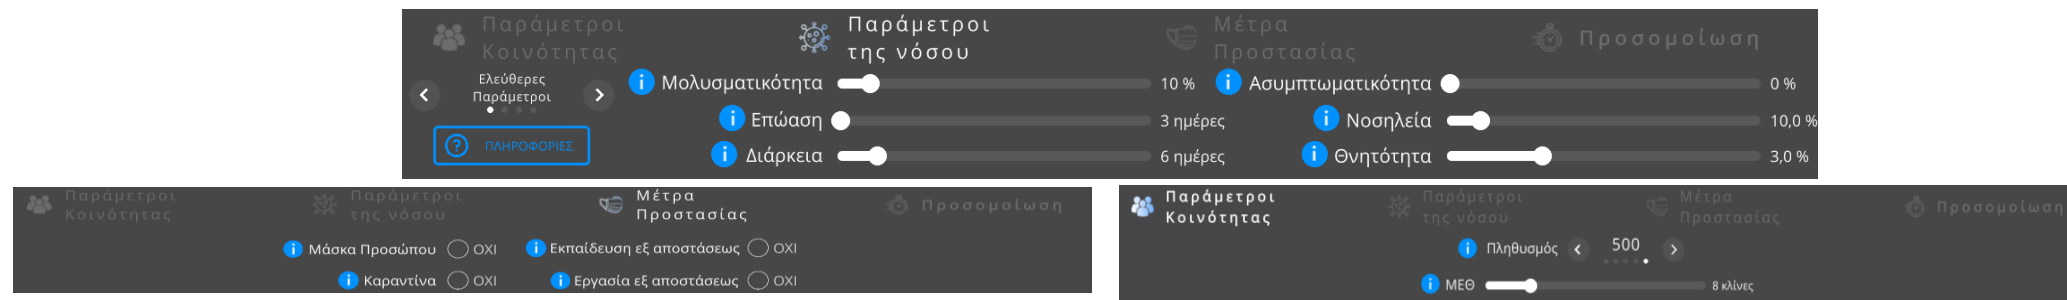 Παράμετροι
Κοινότητας
Παράμετροι
της νόσου
Μέτρα
Προστασίας
Προσομοίωση
Ελεύθερες
Παράμετροι
ΠΛΗΡΟΦΟΡΙΕΣ
Μολυσματικότητα 10 %
Ασυμπτωματικότητα 0 %
Επώαση 3 ημέρες
Νοσηλεία 10,0 %
Διάρκεια 6 ημέρες
Θνητότητα 3,0 %
Παράμετροι
Κοινότητας
Παράμετροι
της νόσου
Μέτρα
Προστασίας
Προσομοίωση
Μάσκα Προσώπου ΟΧΙ
Εκπαίδευση εξ αποστάσεως ΟΧΙ
Καραντίνα ΟΧΙ
Εργασία εξ αποστάσεως ΟΧΙ
Παράμετροι
Κοινότητας
Παράμετροι
της νόσου
Μέτρα
Προστασίας
Προσομοίωση
Πληθυσμός 500
ΜΕΘ 8 κλίνες